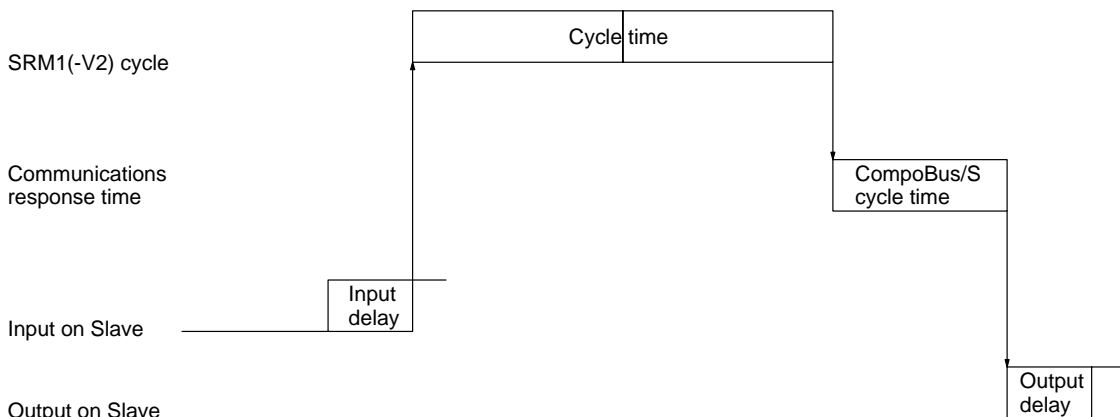 Cycle time
SRM1(-V2) cycle
Communications
response time
CompoBus/S
cycle time
Input
delay
Input on Slave
Output
delay
Output on Slave